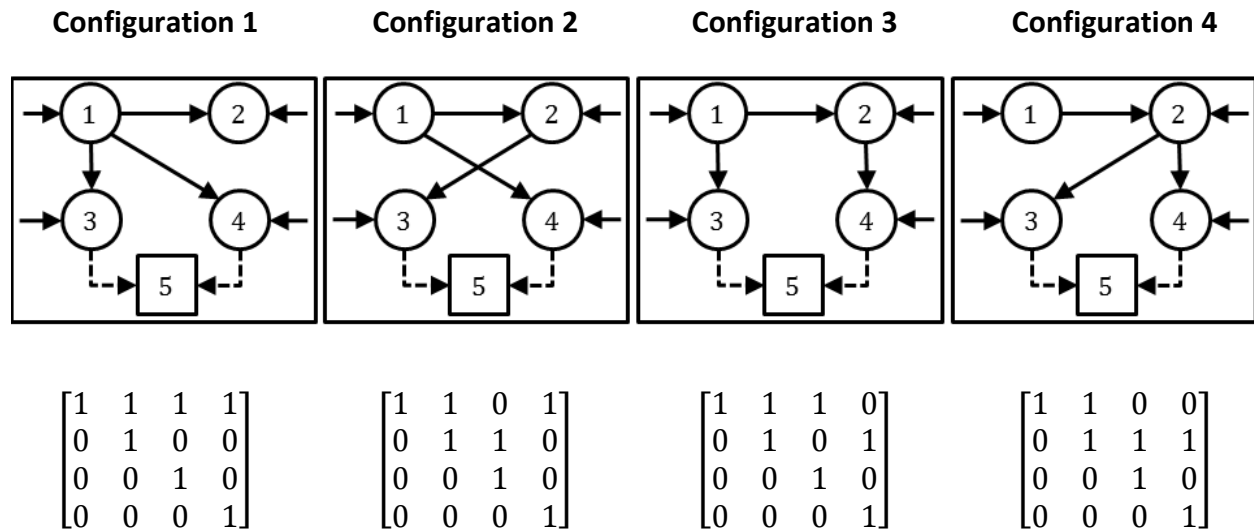 Configuration 1 Configuration 2 Configuration 3 Configuration 4
1 2 1 2 1 2 1 2
3 4 3 4 3 4 3 4
5 5 5 5
[1 1 1 1] [1 1 0 1] [1 1 1 0] [1 1 0 0]
[0 1 0 0] [0 1 1 0] [0 1 0 1] [0 1 1 1]
[0 0 1 0] [0 0 1 0] [0 0 1 0] [0 0 1 0]
[0 0 0 1] [0 0 0 1] [0 0 0 1] [0 0 0 1]